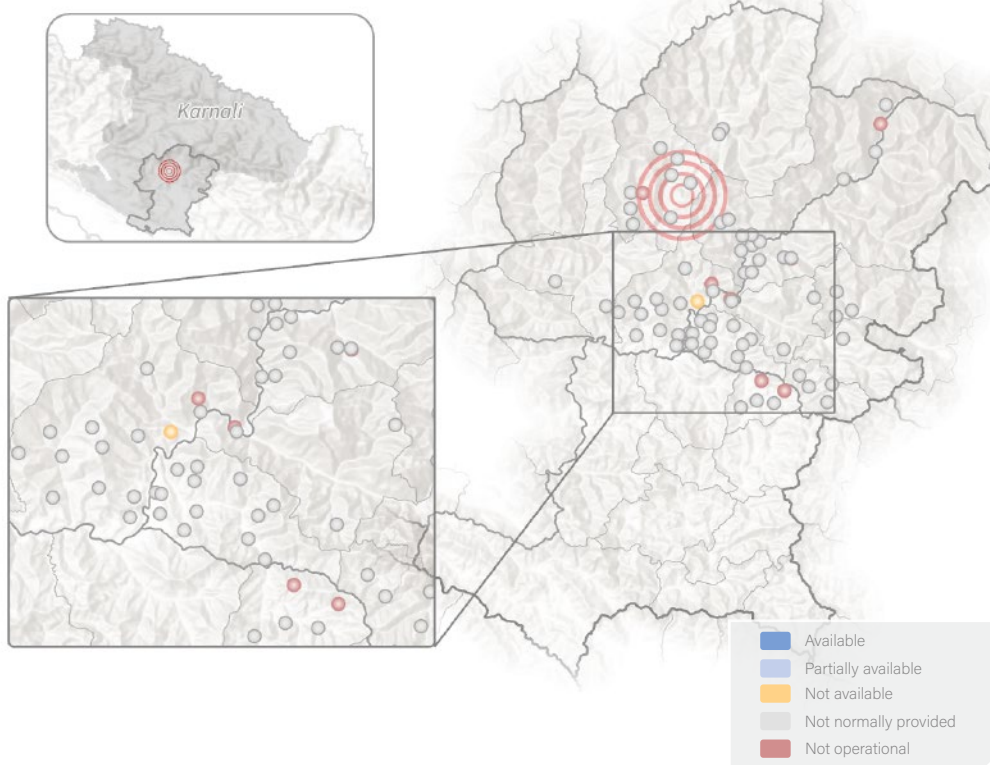 Karnali
Available
Partially available
Not available
Not normally provided
Not operational